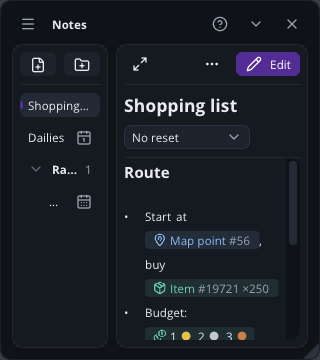 Notes
Edit
Shopping...
Dailies
Ra... 1
...
Shopping list
No reset
Route
• Start at
Map point #56 ,
buy
Item #19721 ×250
• Budget:
1 2 3